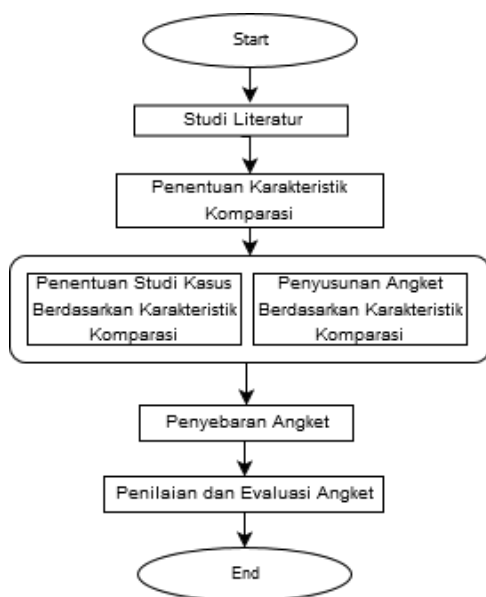 Start
Studi Literatur
Penentuan Karakteristik
Komparasi
Penentuan Studi Kasus
Berdasarkan Karakteristik
Komparasi
Penyusunan Angket
Berdasarkan Karakteristik
Komparasi
Penyebaran Angket
Penilaian dan Evaluasi Angket
End